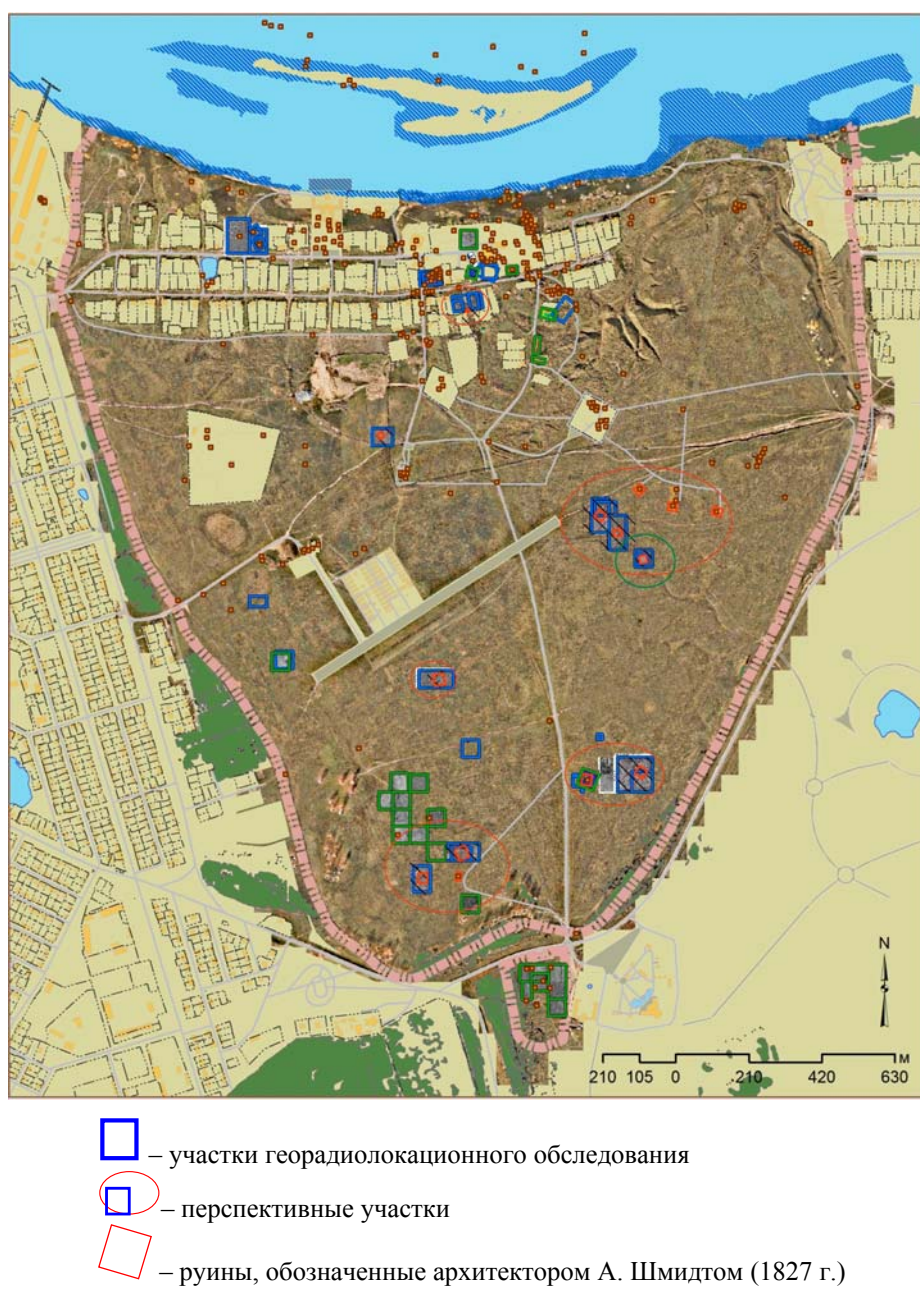 N
М
210 105 0 210 420 630
– участки георадиолокационного обследования
– перспективные участки
– руины, обозначенные архитектором А. Шмидтом (1827 г.)